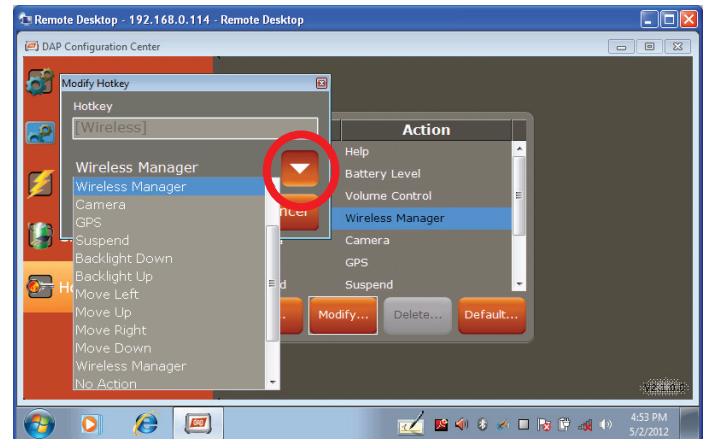 Remote Desktop - 192.168.0.114 - Remote Desktop
DAP Configuration Center
Modify Hotkey
Hotkey
[Wireless]
Wireless Manager
Wireless Manager
Camera
GPS
Suspend
Backlight Down
Backlight Up
Move Left
Move Up
Move Right
Move Down
Wireless Manager
No Action
Action
Help
Battery Level
Volume Control
Wireless Manager
Camera
GPS
Suspend
Modify...
Delete...
Default...
4:53 PM
5/2/2012